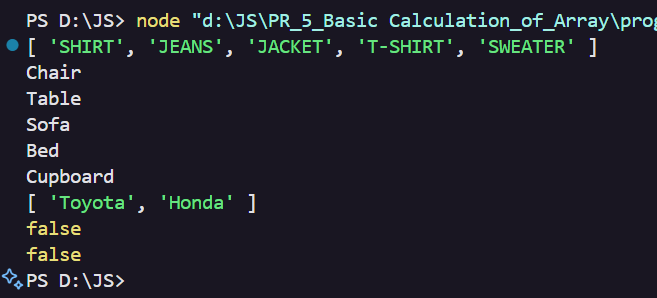 PS D:\JS> node "d:\JS\PR_5_Basic Calculation_of_Array\prog
[ 'SHIRT', 'JEANS', 'JACKET', 'T-SHIRT', 'SWEATER' ]
Chair
Table
Sofa
Bed
Cupboard
[ 'Toyota', 'Honda' ]
false
false
PS D:\JS>